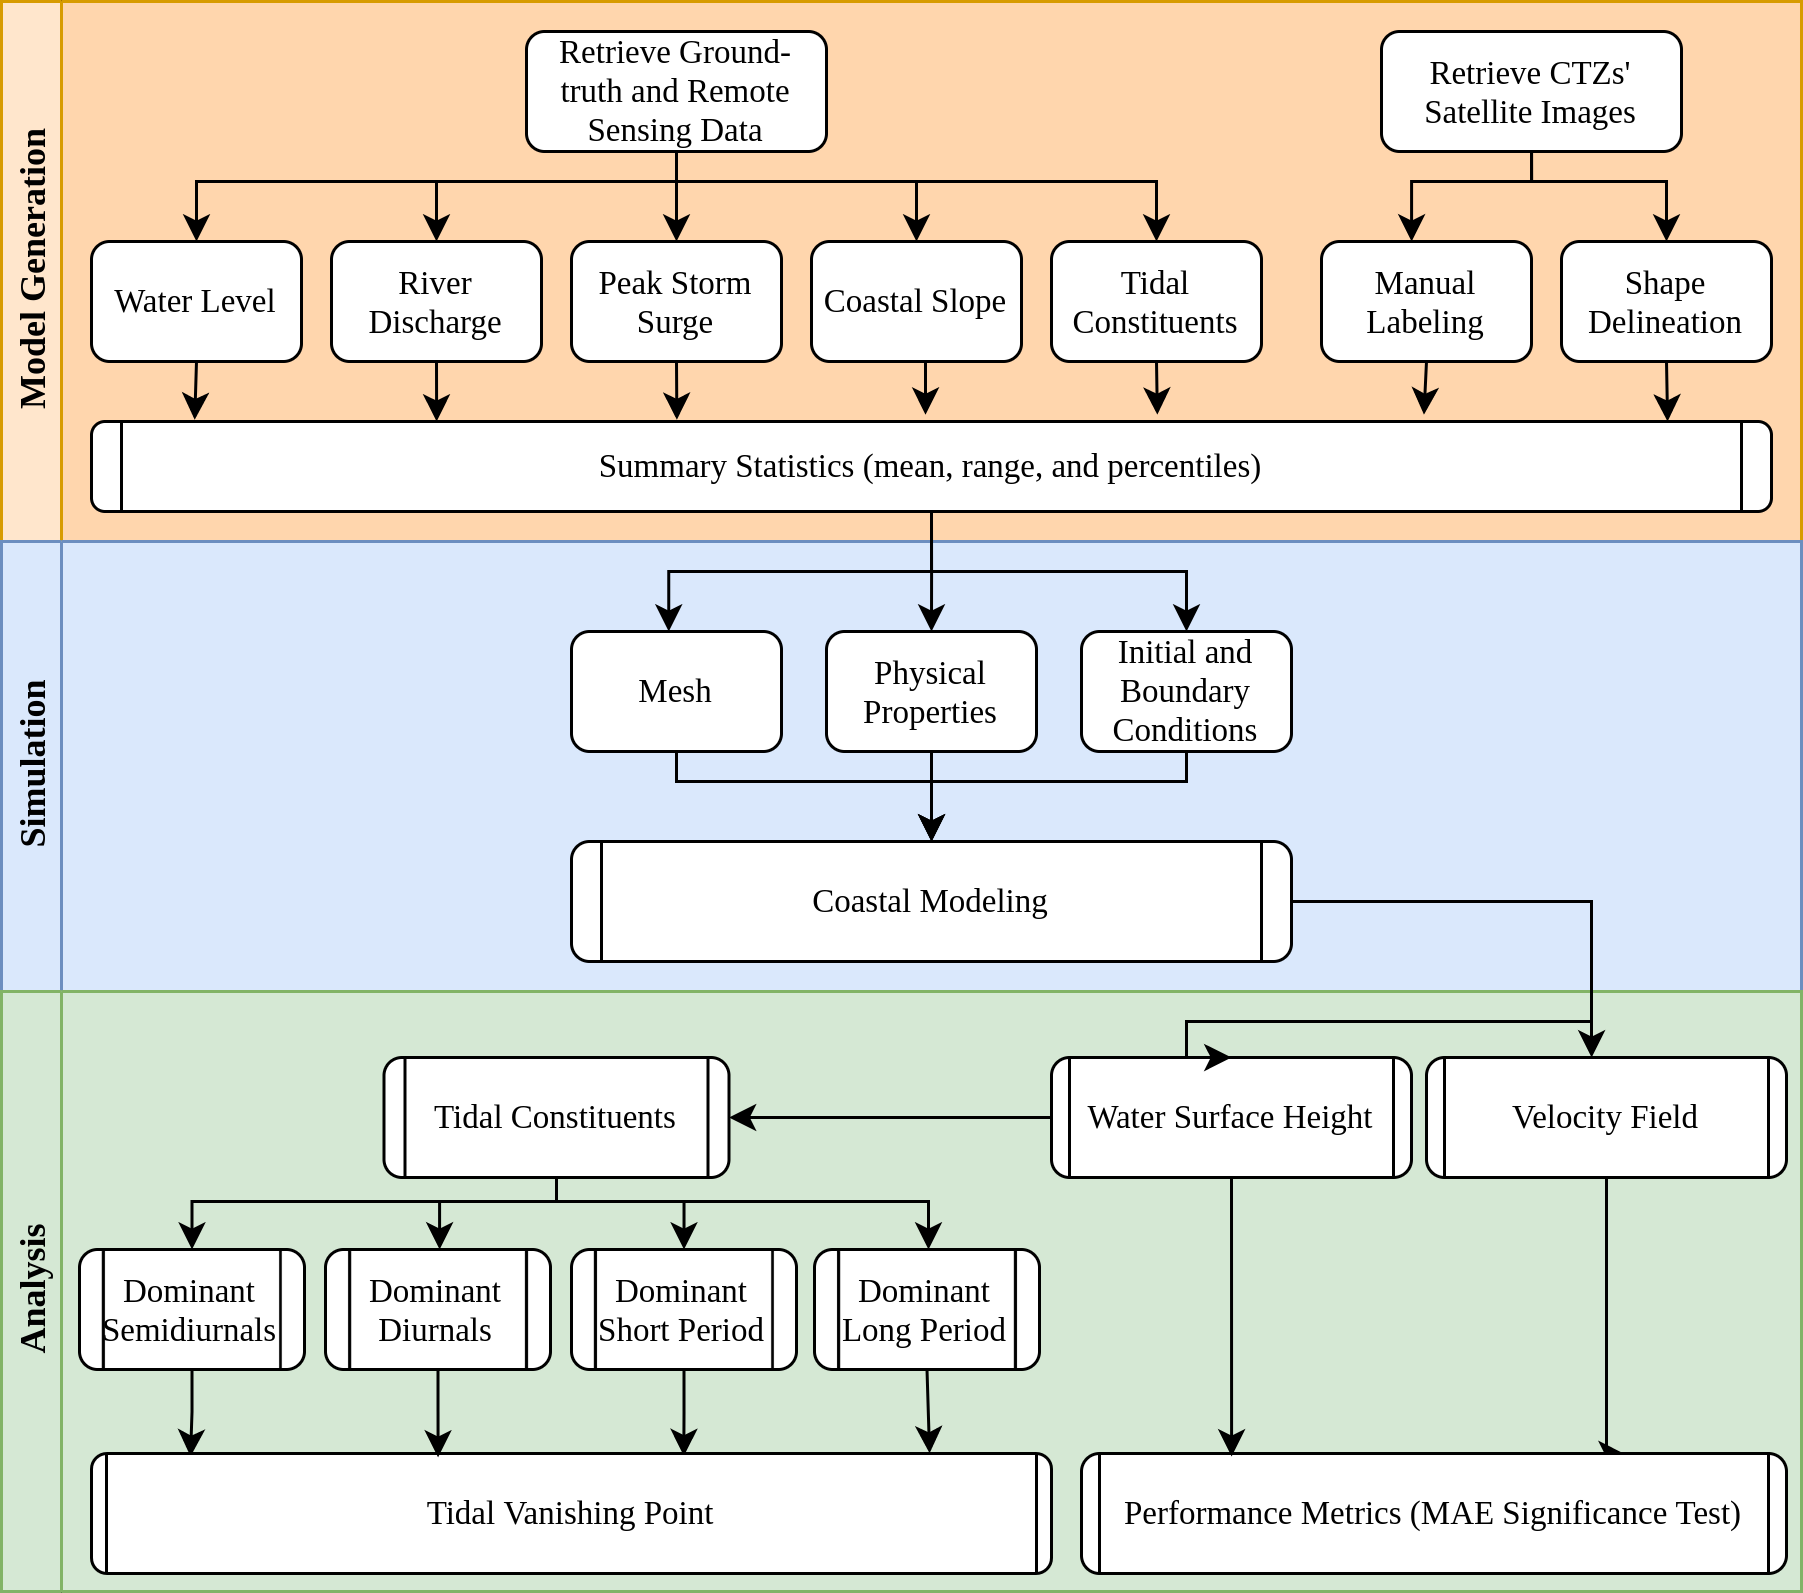 Model Generation
Retrieve Ground-
truth and Remote
Sensing Data
Retrieve CTZs'
Satellite Images
Water Level
River
Discharge
Peak Storm
Surge
Coastal Slope
Tidal
Constituents
Manual
Labeling
Shape
Delineation
Summary Statistics (mean, range, and percentiles)
Simulation
Mesh
Physical
Properties
Initial and
Boundary
Conditions
Coastal Modeling
Analysis
Tidal Constituents
Water Surface Height
Velocity Field
Dominant
Semidiurnals
Dominant
Diurnals
Dominant
Short Period
Dominant
Long Period
Tidal Vanishing Point
Performance Metrics (MAE Significance Test)